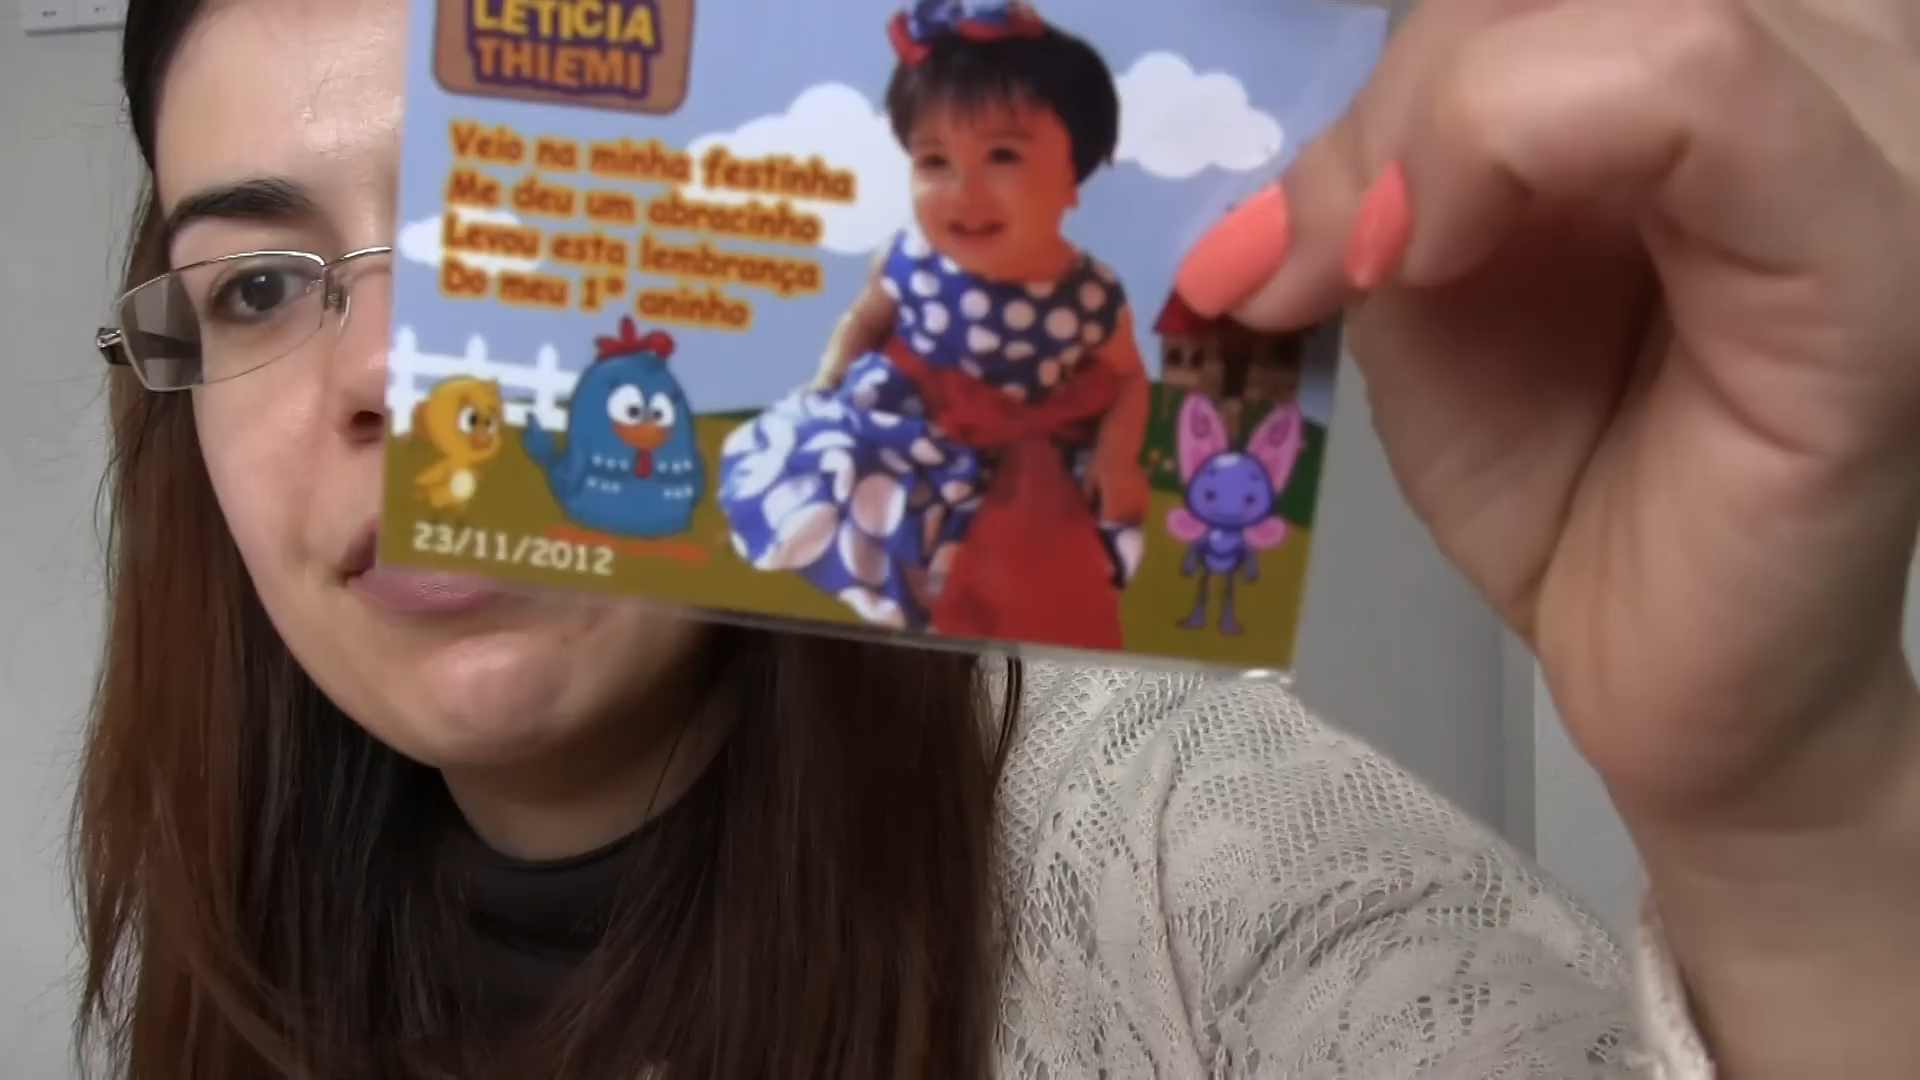 LETICIA
THIEMI
Veio na minha festinha
Me deu um abracinho
Levou esta lembrança
Do meu 1º aninho
23/11/2012